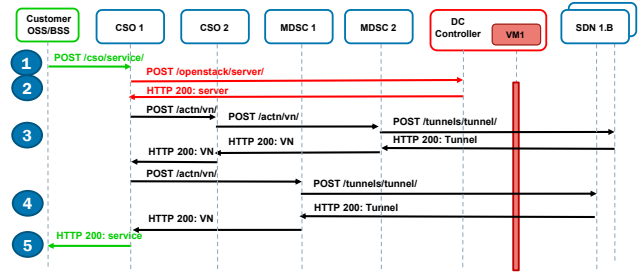 Customer
OSS/BSS
CSO 1
CSO 2
MDSC 1
MDSC 2
DC
Controller
VM1
SDN 1.B
1
POST /cso/service/
POST /openstack/server/
2
HTTP 200: server
POST /actn/vn/
POST /actn/vn/
POST /tunnels/tunnel/
3
HTTP 200: Tunnel
HTTP 200: VN
HTTP 200: VN
POST /actn/vn/
POST /tunnels/tunnel/
4
HTTP 200: Tunnel
HTTP 200: VN
5
HTTP 200: service